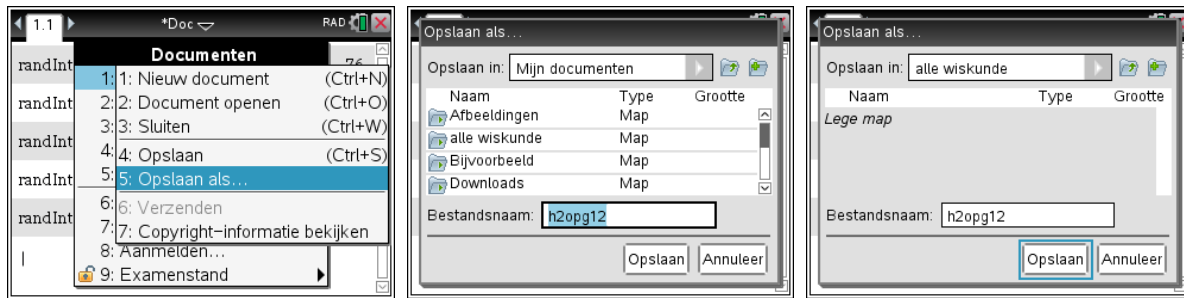 1.1 *Doc RAD
Documenten
randInt 76
1: 1: Nieuw document (Ctrl+N)
randInt 2: 2: Document openen (Ctrl+O)
3: 3: Sluiten (Ctrl+W)
randInt
4: 4: Opslaan (Ctrl+S)
randInt 5: 5: Opslaan als...
6: 6: Verzenden
randInt 7: 7: Copyright-informatie bekijken
8: Aanmelden...
9: Examenstand
Opslaan als...
Opslaan in: Mijn documenten
Naam Type Grootte
Afbeeldingen Map
alle wiskunde Map
Bijvoorbeeld Map
Downloads Map
Bestandsnaam: h2opg12
Opslaan Annuleer
Opslaan als...
Opslaan in: alle wiskunde
Naam Type Grootte
Lege map
Bestandsnaam: h2opg12
Opslaan Annuleer